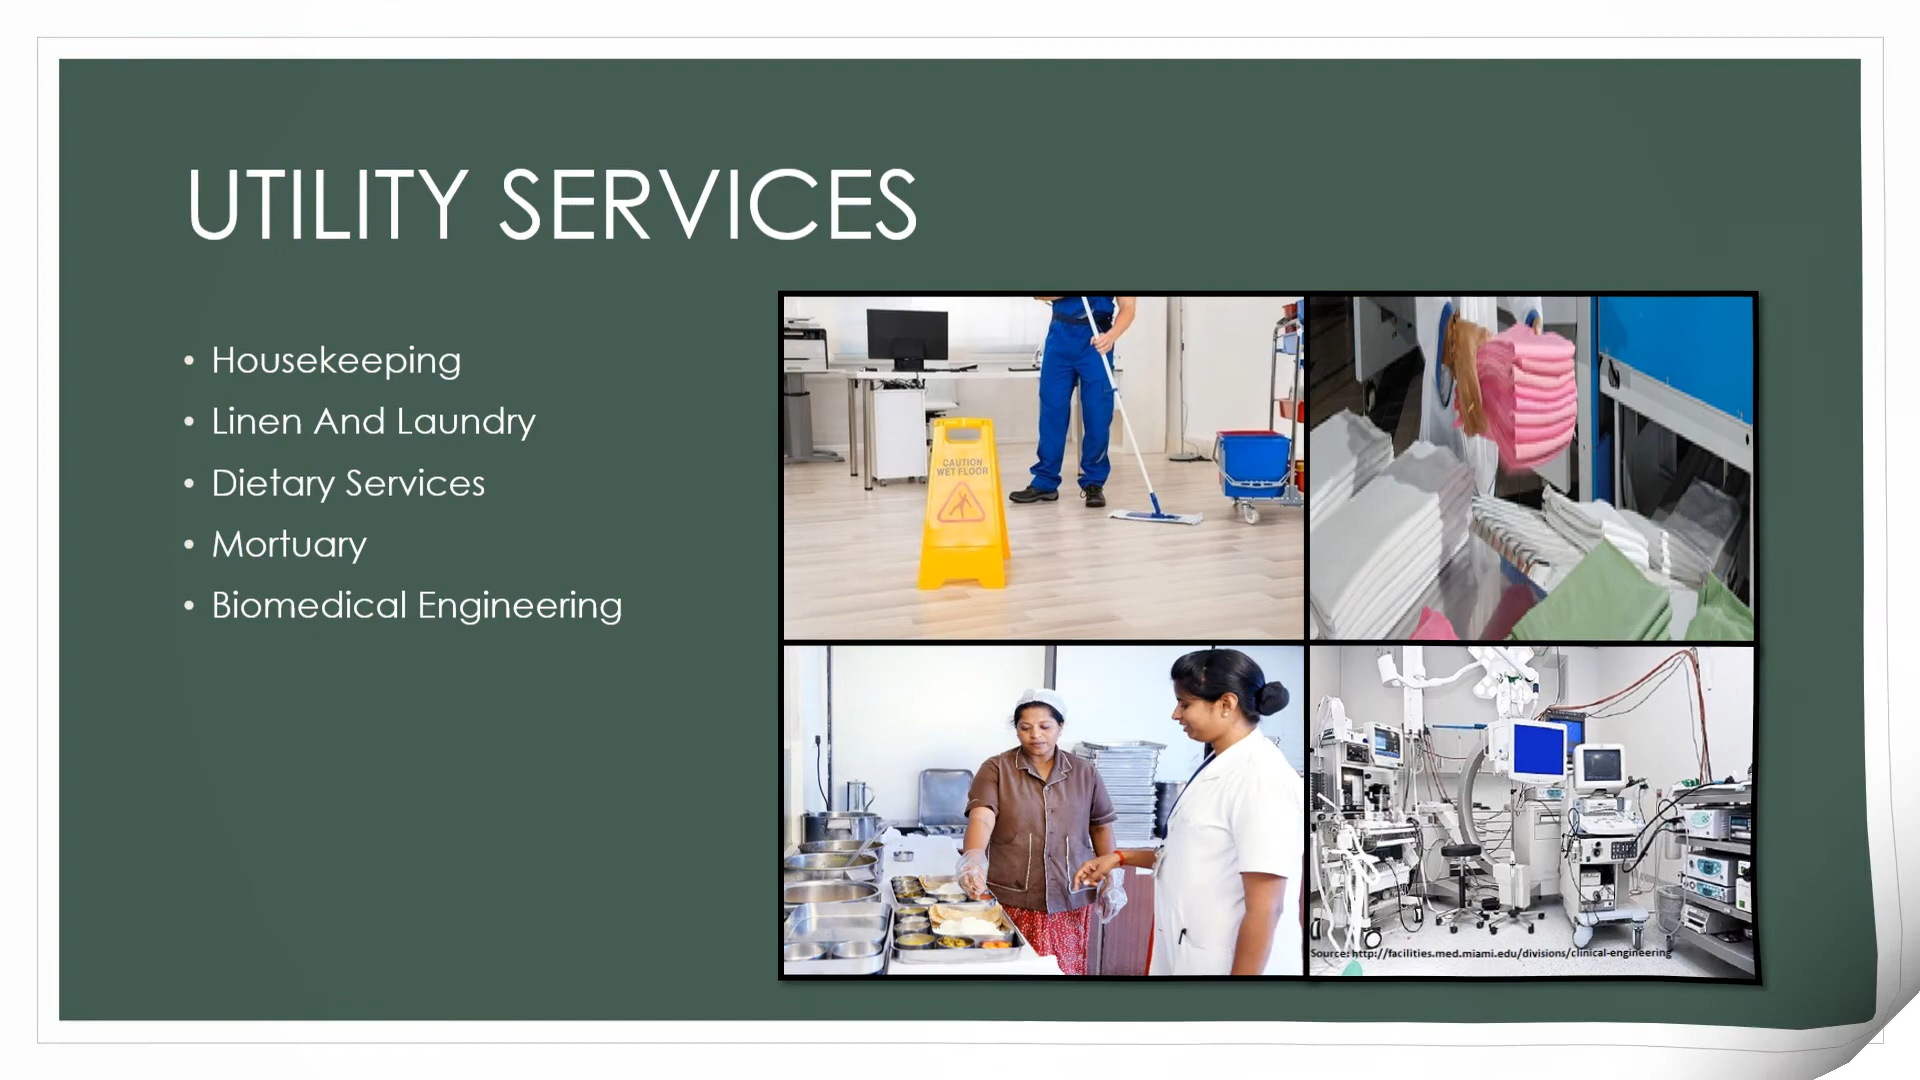 UTILITY SERVICES
• Housekeeping
• Linen And Laundry
• Dietary Services
• Mortuary
• Biomedical Engineering
CAUTION
WET FLOOR
Source: http://facilities.med.miami.edu/divisions/clinical-engineering